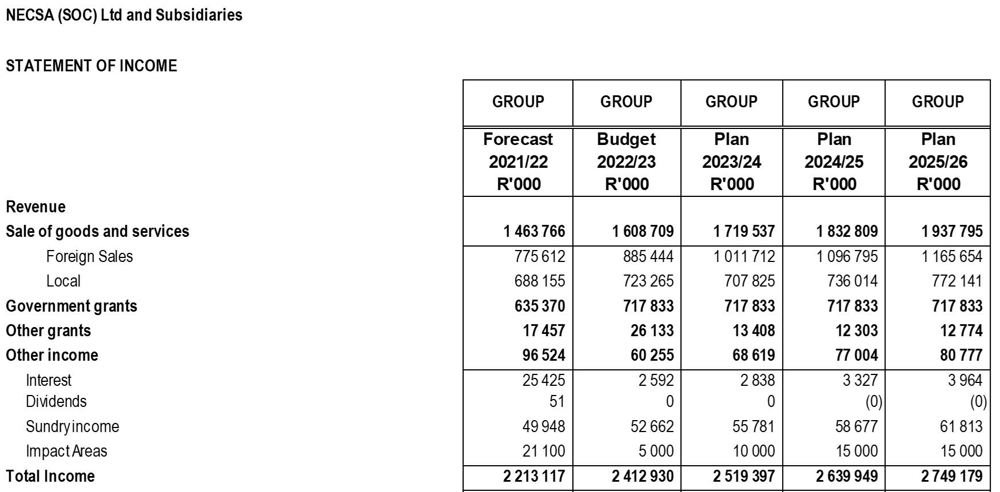 NECSA (SOC) Ltd and Subsidiaries
STATEMENT OF INCOME
GROUP GROUP GROUP GROUP GROUP
Forecast Budget Plan Plan Plan
2021/22 2022/23 2023/24 2024/25 2025/26
R'000 R'000 R'000 R'000 R'000
Revenue
Sale of goods and services 1 463 766 1 608 709 1 719 537 1 832 809 1 937 795
Foreign Sales 775 612 885 444 1 011 712 1 096 795 1 165 654
Local 688 155 723 265 707 825 736 014 772 141
Government grants 635 370 717 833 717 833 717 833 717 833
Other grants 17 457 26 133 13 408 12 303 12 774
Other income 96 524 60 255 68 619 77 004 80 777
Interest 25 425 2 592 2 838 3 327 3 964
Dividends 51 0 0 (0) (0)
Sundry income 49 948 52 662 55 781 58 677 61 813
Impact Areas 21 100 5 000 10 000 15 000 15 000
Total Income 2 213 117 2 412 930 2 519 397 2 639 949 2 749 179